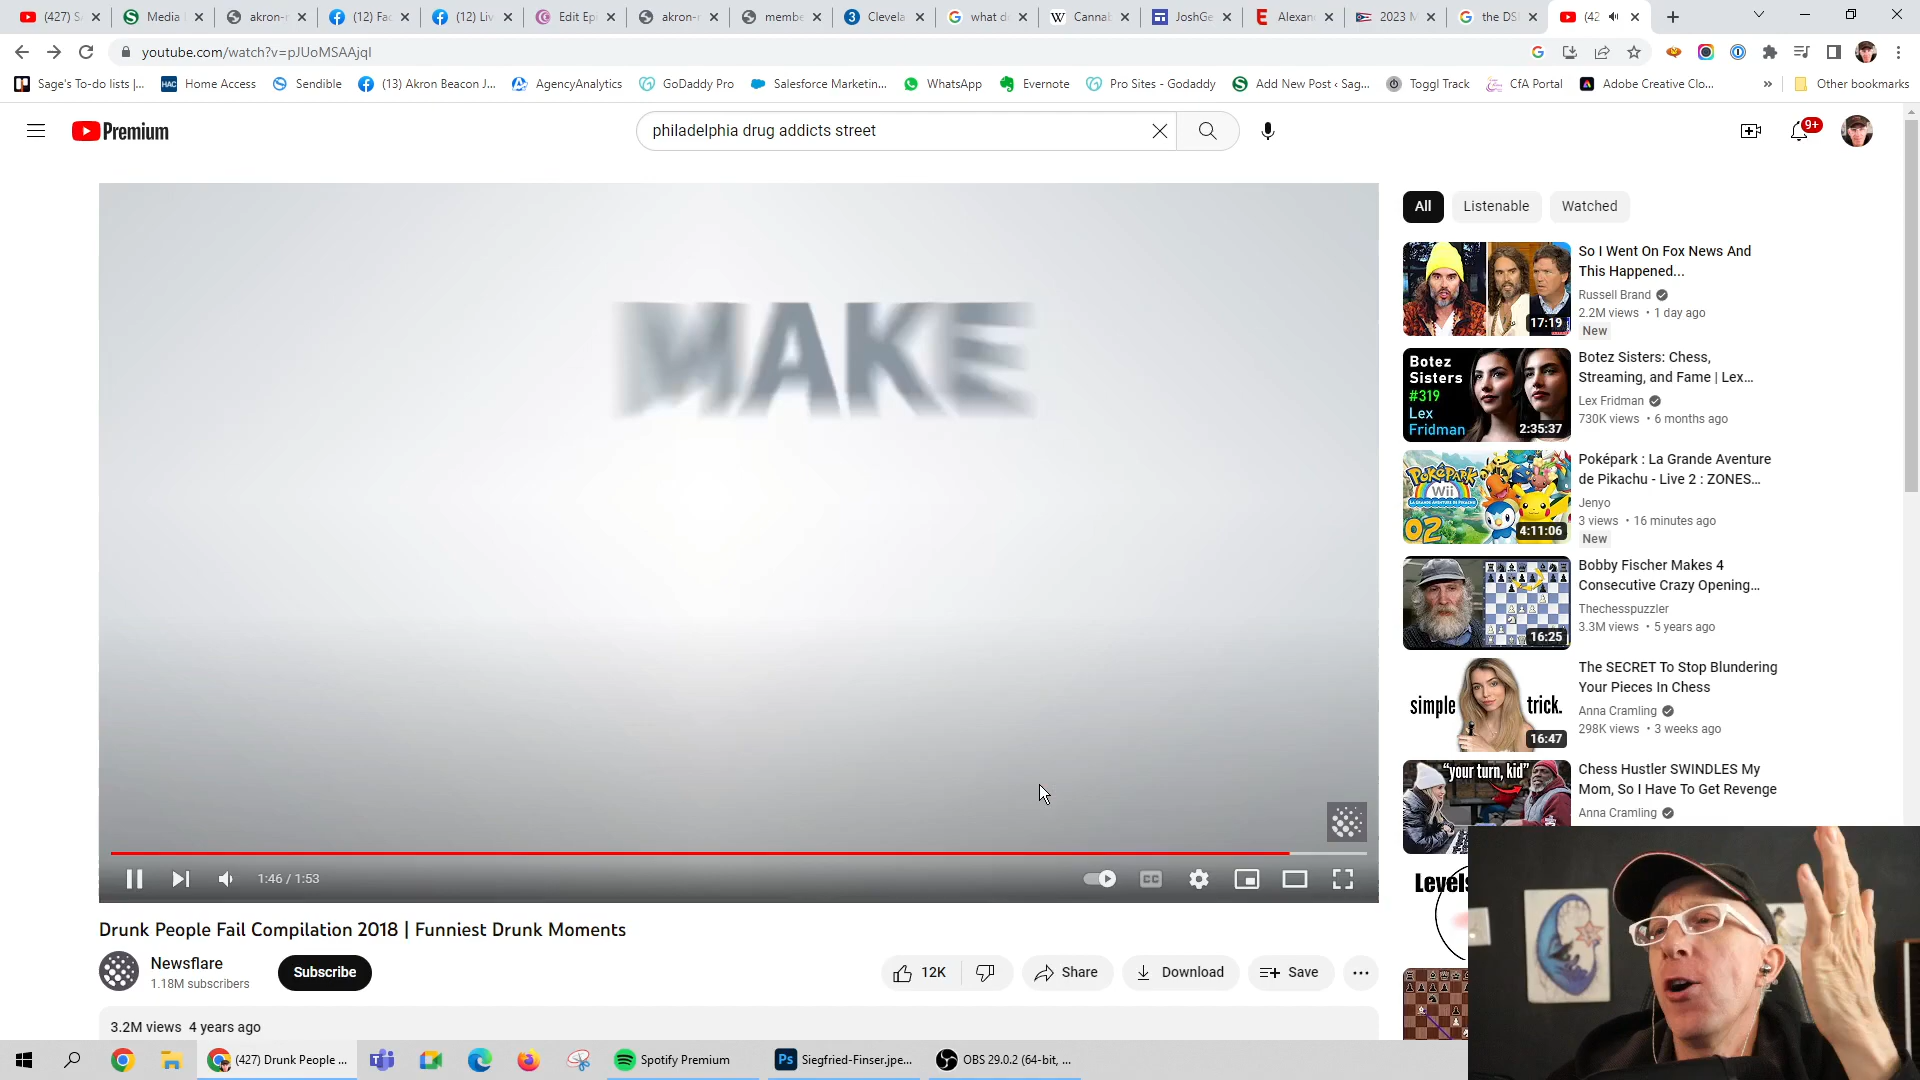 (427) S
Media
akron-r
(12) Fac
(12) Liv
Edit Ep
akron-r
membe
Clevela
what d
Canna
JoshGe
Alexan
2023 M
the DS
(42
youtube.com/watch?v=pJUoMSAAjqI
Sage's To-do lists |...
Home Access
Sendible
(13) Akron Beacon J...
AgencyAnalytics
GoDaddy Pro
Salesforce Marketin...
WhatsApp
Evernote
Pro Sites - Godaddy
Add New Post ‹ Sag...
Toggl Track
CfA Portal
Adobe Creative Clo...
»
Other bookmarks
Premium
philadelphia drug addicts street
9+
MAKE
1:46 / 1:53
CC
Drunk People Fail Compilation 2018 | Funniest Drunk Moments
Newsflare
1.18M subscribers
Subscribe
12K
Share
Download
Save
3.2M views 4 years ago
All
Listenable
Watched
17:19
So I Went On Fox News And
This Happened...
Russell Brand
2.2M views • 1 day ago
New
Botez
Sisters
#319
Lex
Fridman
2:35:37
Botez Sisters: Chess,
Streaming, and Fame | Lex...
Lex Fridman
730K views • 6 months ago
POKÉPARK
Wii
LA GRANDE AVENTURE DE PIKACHU
02
4:11:06
Poképark : La Grande Aventure
de Pikachu - Live 2 : ZONES...
Jenyo
3 views • 16 minutes ago
New
16:25
Bobby Fischer Makes 4
Consecutive Crazy Opening...
Thechesspuzzler
3.3M views • 5 years ago
simple trick.
16:47
The SECRET To Stop Blundering
Your Pieces In Chess
Anna Cramling
298K views • 3 weeks ago
"your turn, kid"
Chess Hustler SWINDLES My
Mom, So I Have To Get Revenge
Anna Cramling
Levels
(427) Drunk People ...
Spotify Premium
Ps
Siegfried-Finser.jpe...
OBS 29.0.2 (64-bit, ...